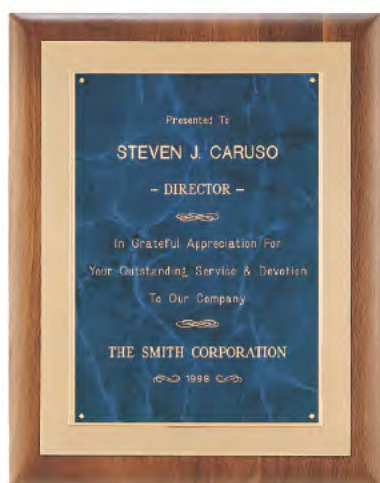 Presented To
STEVEN J. CARUSO
– DIRECTOR –
In Grateful Appreciation For
Your Outstanding Service & Devotion
To Our Company
THE SMITH CORPORATION
1998